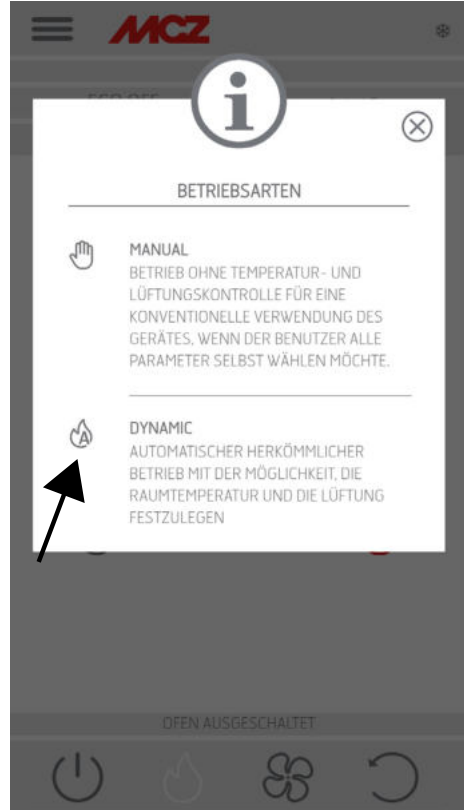 MCZ
BETRIEBSARTEN
MANUAL
BETRIEB OHNE TEMPERATUR- UND
LÜFTUNGSKONTROLLE FÜR EINE
KONVENTIONELLE VERWENDUNG DES
GERÄTES, WENN DER BENUTZER ALLE
PARAMETER SELBST WÄHLEN MÖCHTE.
A
DYNAMIC
AUTOMATISCHER HERKÖMMLICHER
BETRIEB MIT DER MÖGLICHKEIT, DIE
RAUMTEMPERATUR UND DIE LÜFTUNG
FESTZULEGEN
OFEN AUSGESCHALTET